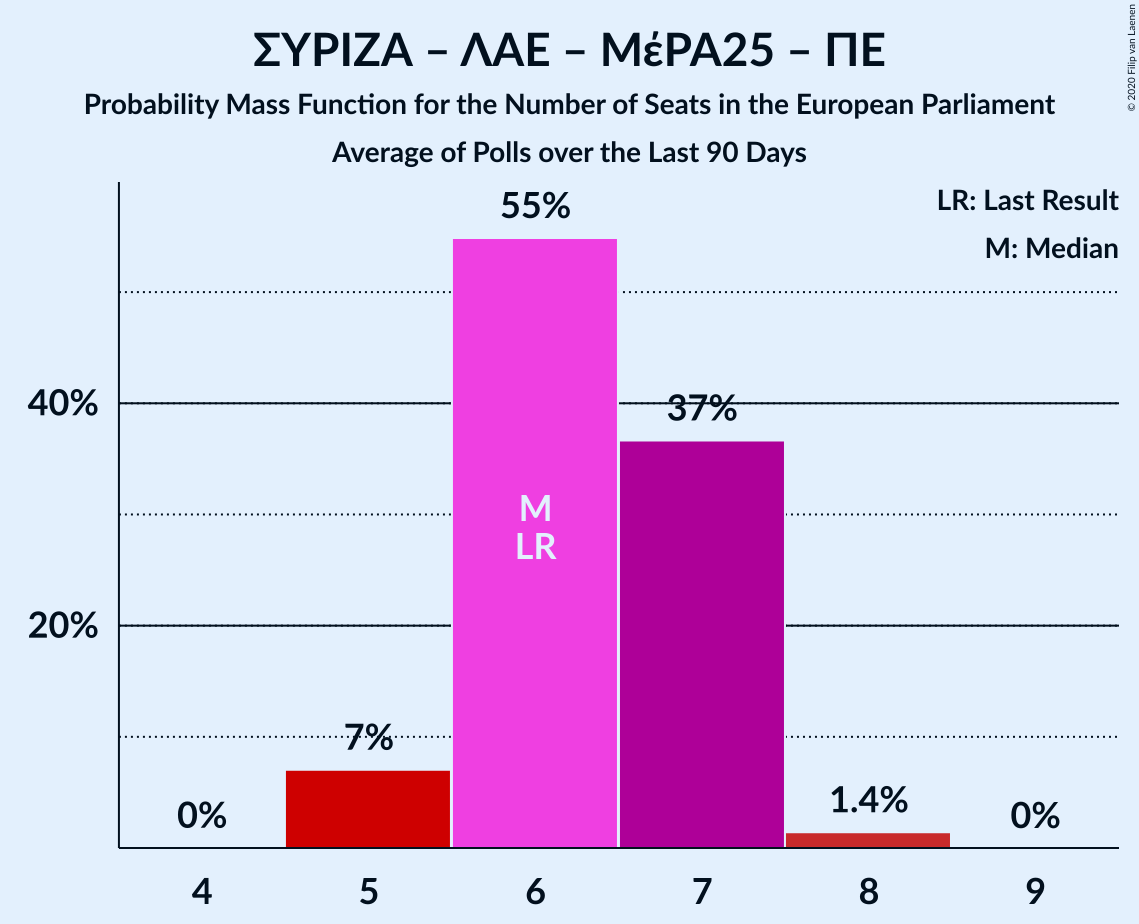 ΣΥΡΙΖΑ – ΛΑΕ – ΜέΡΑ25 – ΠΕ
Probability Mass Function for the Number of Seats in the European Parliament
Average of Polls over the Last 90 Days
© 2020 Filip van Laenen
LR: Last Result
M: Median
55%
40%
37%
M
LR
20%
7%
1.4%
0%
0%
4 5 6 7 8 9